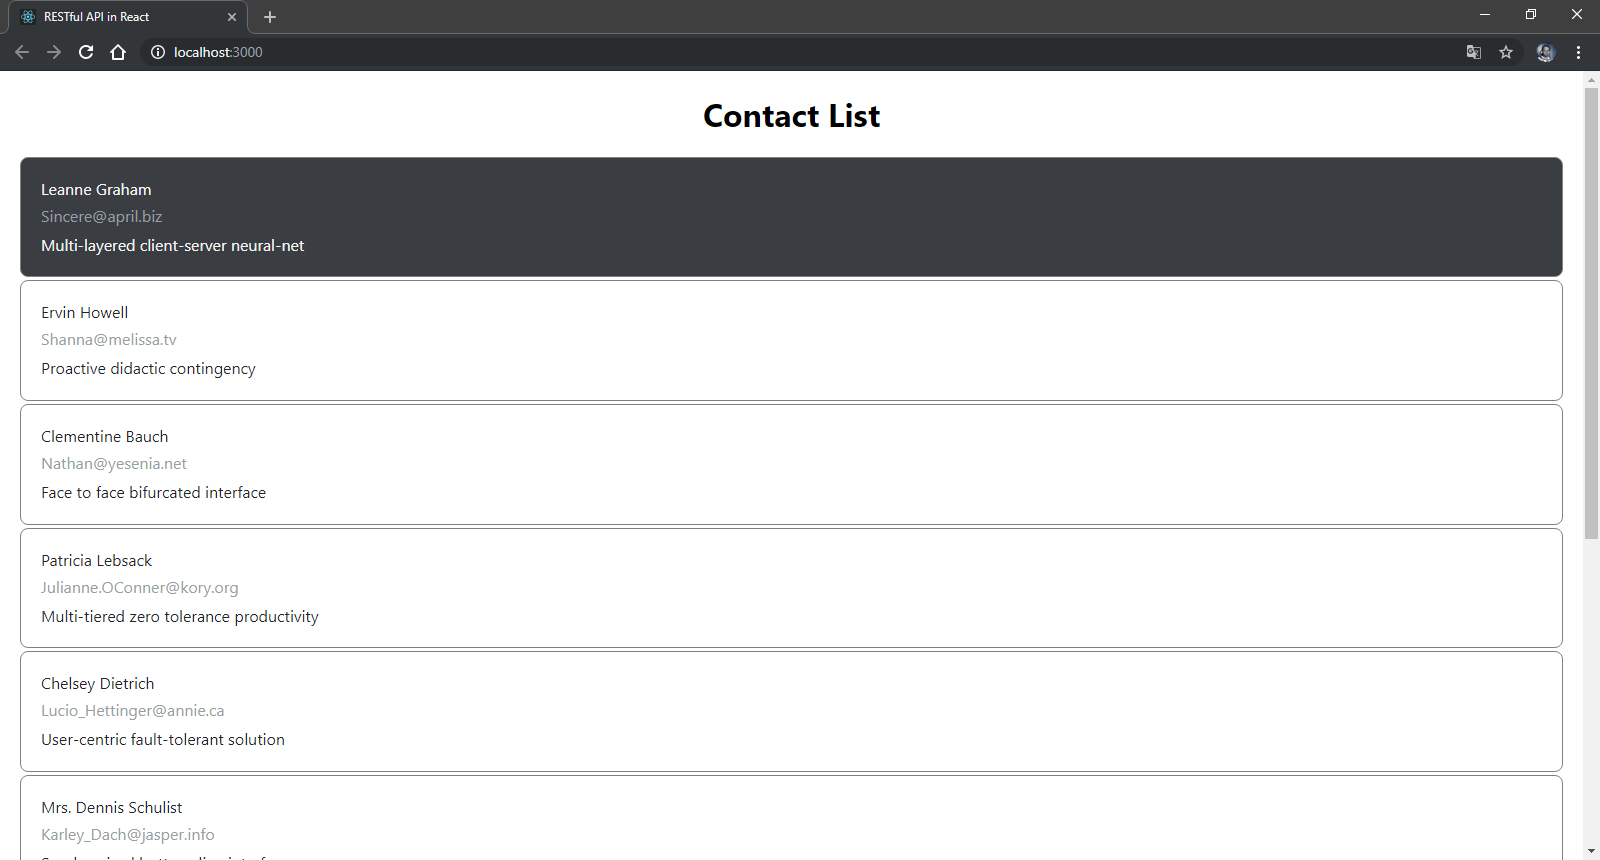 RESTful API in React
localhost:3000
Contact List
Leanne Graham
Sincere@april.biz
Multi-layered client-server neural-net
Ervin Howell
Shanna@melissa.tv
Proactive didactic contingency
Clementine Bauch
Nathan@yesenia.net
Face to face bifurcated interface
Patricia Lebsack
Julianne.OConner@kory.org
Multi-tiered zero tolerance productivity
Chelsey Dietrich
Lucio_Hettinger@annie.ca
User-centric fault-tolerant solution
Mrs. Dennis Schulist
Karley_Dach@jasper.info